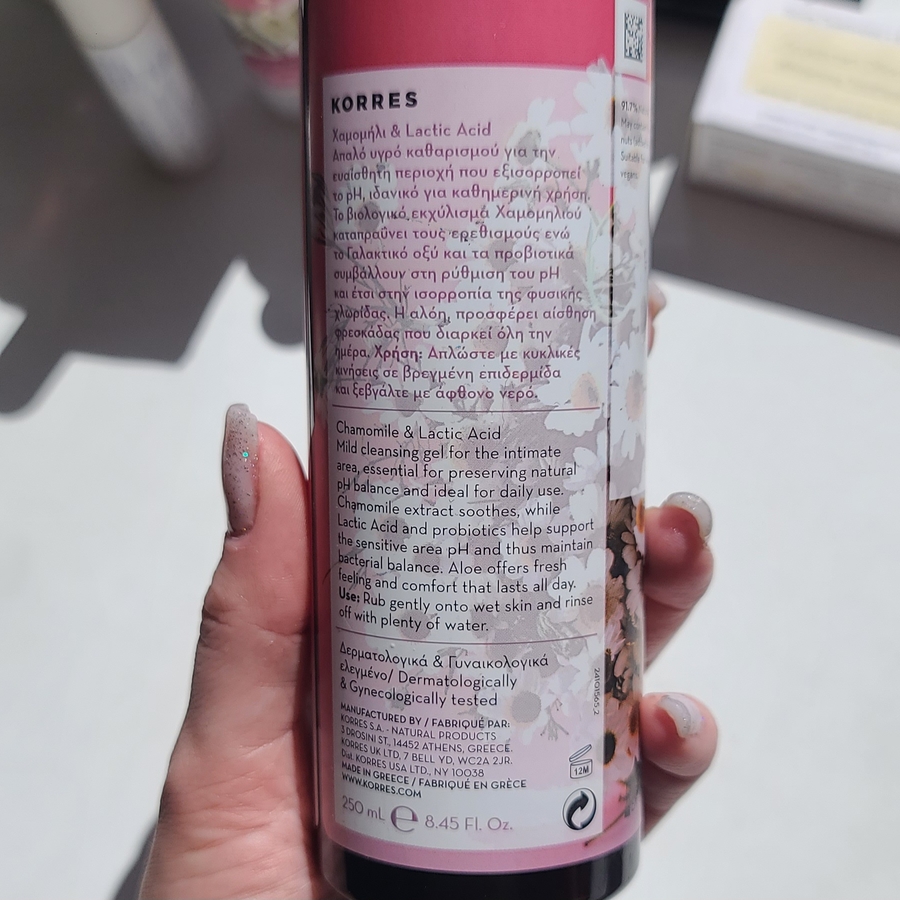 KORRES
Χαμομήλι & Lactic Acid
Απαλό υγρό καθαρισμού για την
ευαίσθητη περιοχή που εξισορροπεί
το pH, ιδανικό για καθημερινή χρήση.
Το βιολογικό εκχύλισμα Χαμομηλιού
καταπραΰνει τους ερεθισμούς ενώ
το Γαλακτικό οξύ και τα προβιοτικά
συμβάλλουν στη ρύθμιση του pH
και έτσι στην ισορροπία της φυσικής
χλωρίδας. Η αλόη, προσφέρει αίσθηση
φρεσκάδας που διαρκεί όλη την
ημέρα. Χρήση: Απλώστε με κυκλικές
κινήσεις σε βρεγμένη επιδερμίδα
και ξεβγάλτε με άφθονο νερό.
Chamomile & Lactic Acid
Mild cleansing gel for the intimate
area, essential for preserving natural
pH balance and ideal for daily use.
Chamomile extract soothes, while
Lactic Acid and probiotics help support
the sensitive area pH and thus maintain
bacterial balance. Aloe offers fresh
feeling and comfort that lasts all day.
Use: Rub gently onto wet skin and rinse
off with plenty of water.
Δερματολογικά & Γυναικολογικά
ελεγμένο/ Dermatologically
& Gynecologically tested
MANUFACTURED BY / FABRIQUÉ PAR:
KORRES S.A. - NATURAL PRODUCTS
3 DROSINI ST., 14452 ATHENS, GREECE.
KORRES UK LTD, 7 BELL YD, WC2A 2JR.
Dist. KORRES USA LTD., NY 10038
MADE IN GREECE / FABRIQUÉ EN GRÈCE
WWW.KORRES.COM
250 mL e 8.45 Fl. Oz.
12M
24101565.2
91.7%
May
nuts
Suitable
vegans